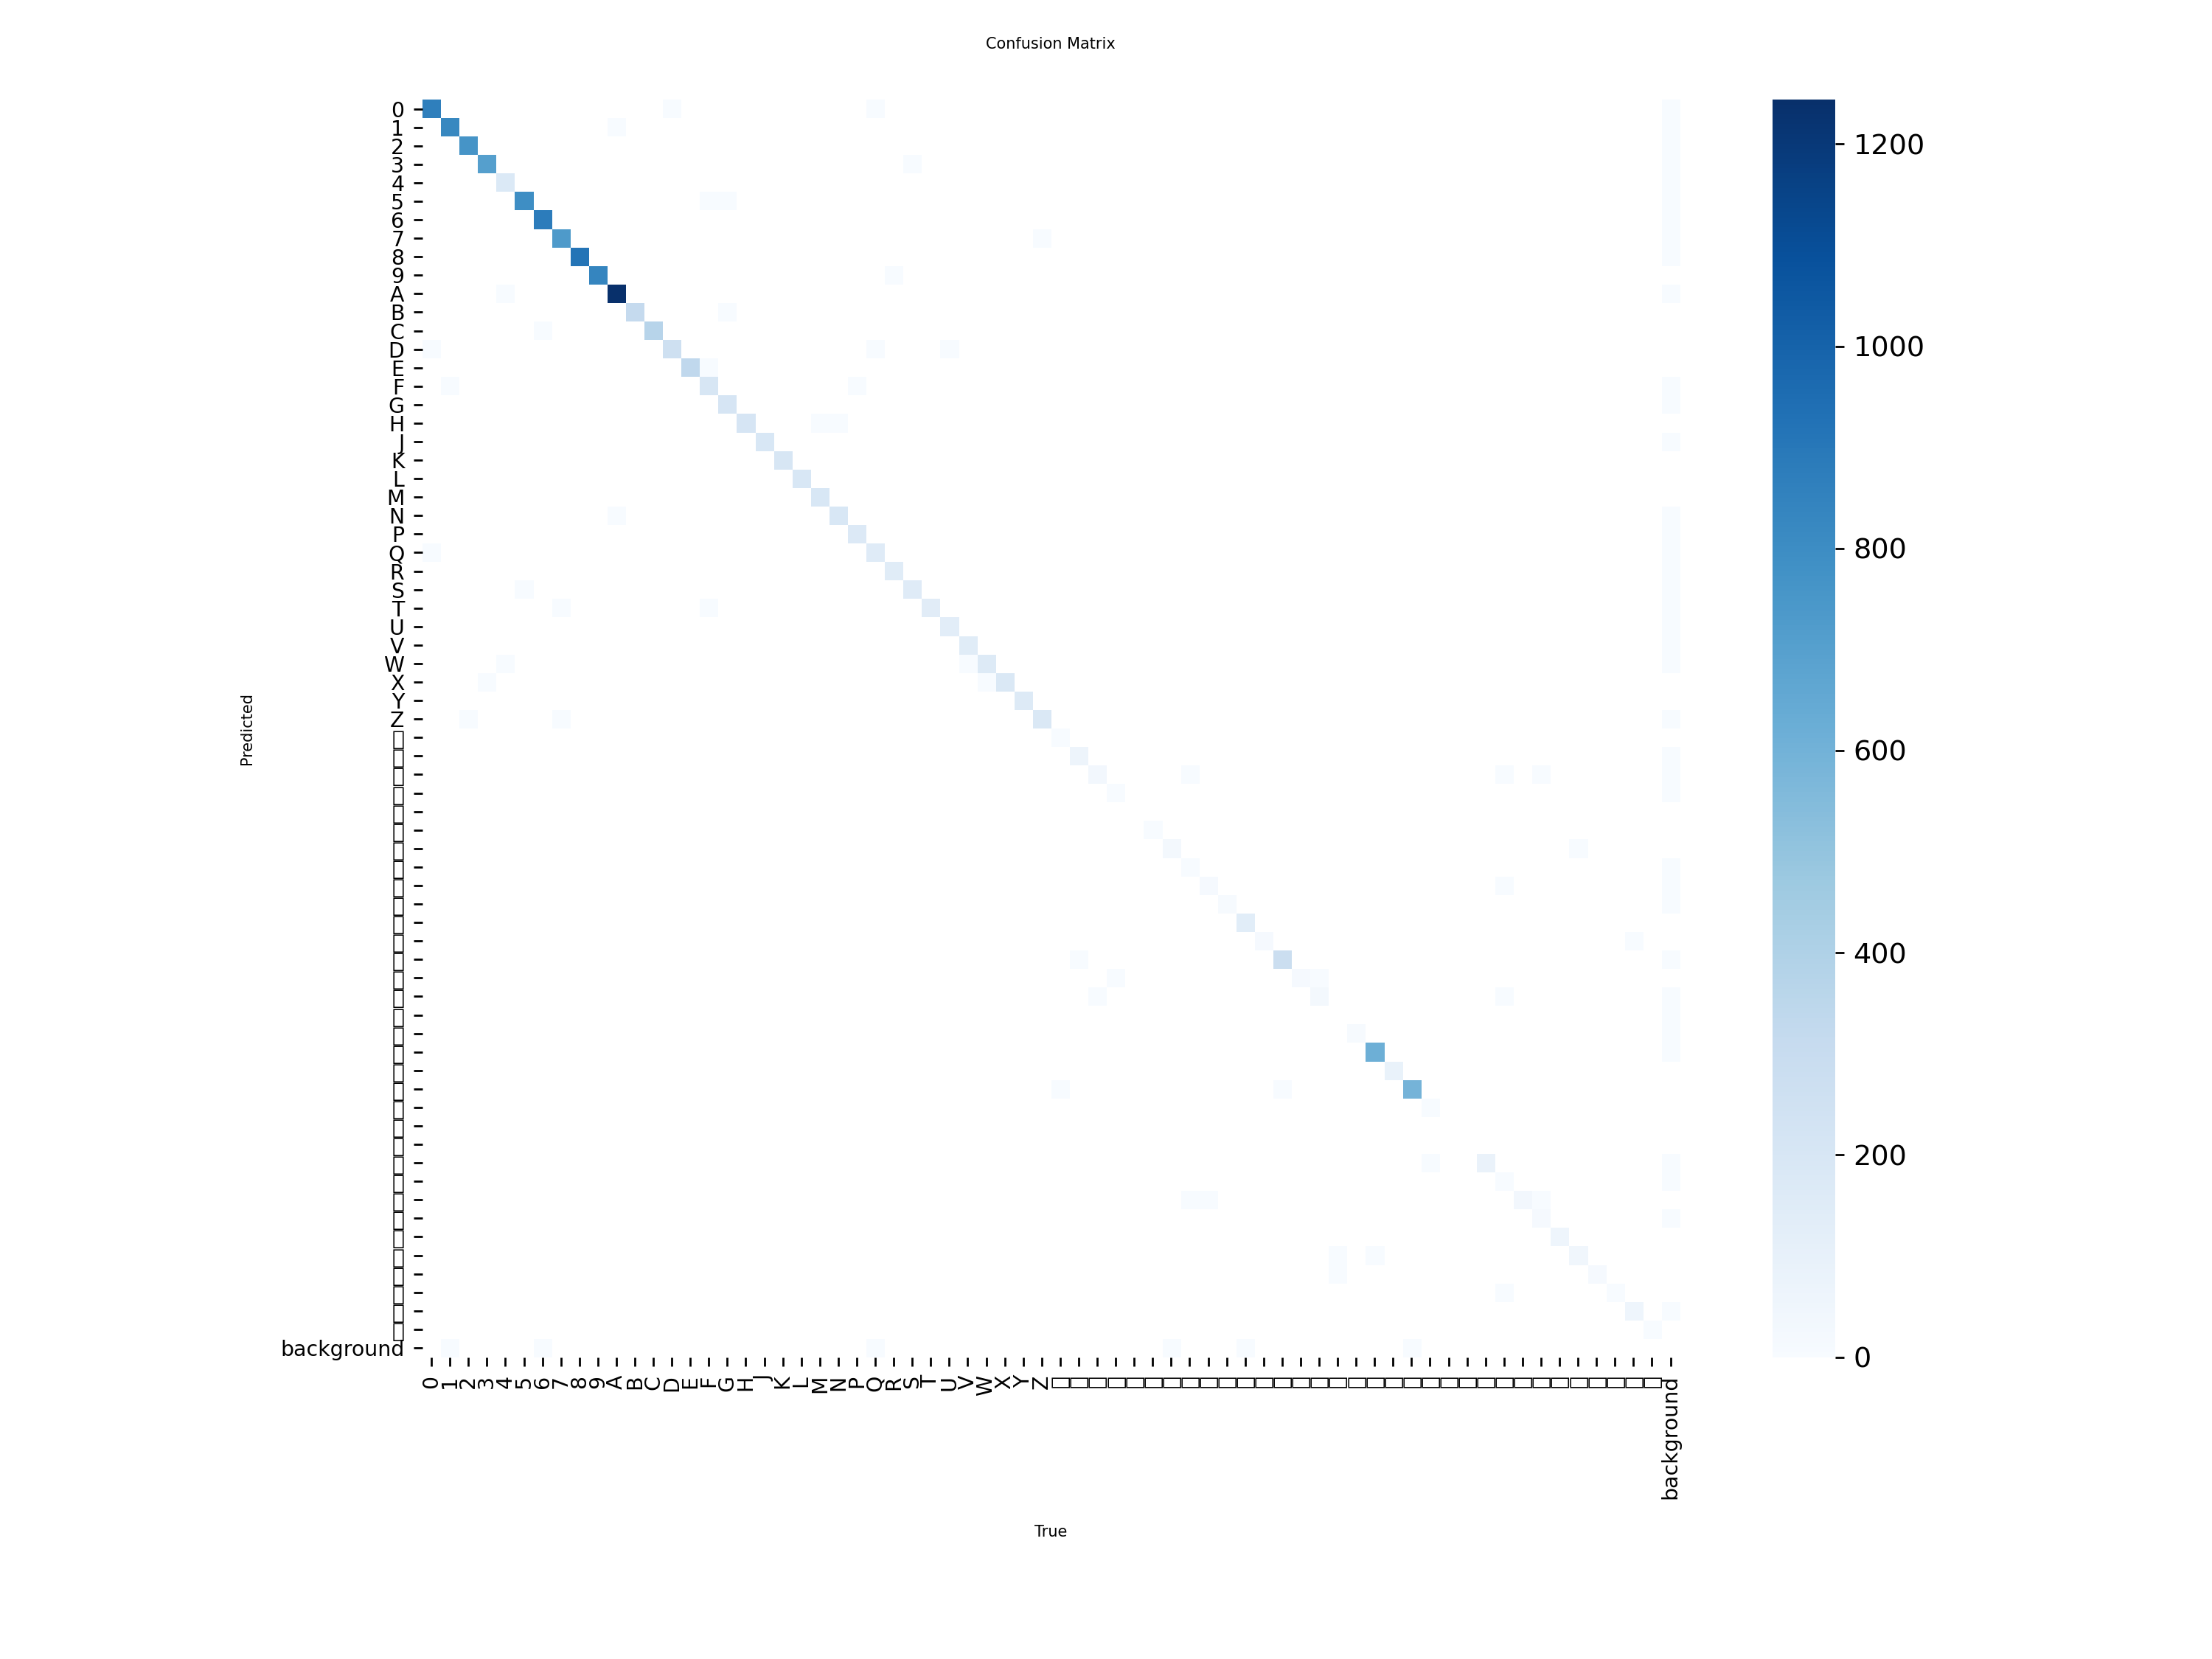 Confusion Matrix
0
1
2
3
4
5
6
7
8
9
A
B
C
D
E
F
G
H
J
K
L
M
N
P
Q
R
S
T
U
V
W
X
Y
Z
background
Predicted
0 1 2 3 4 5 6 7 8 9 A B C D E F G H J K L M N P Q R S T U V W X Y Z background
True
1200
1000
800
600
400
200
0